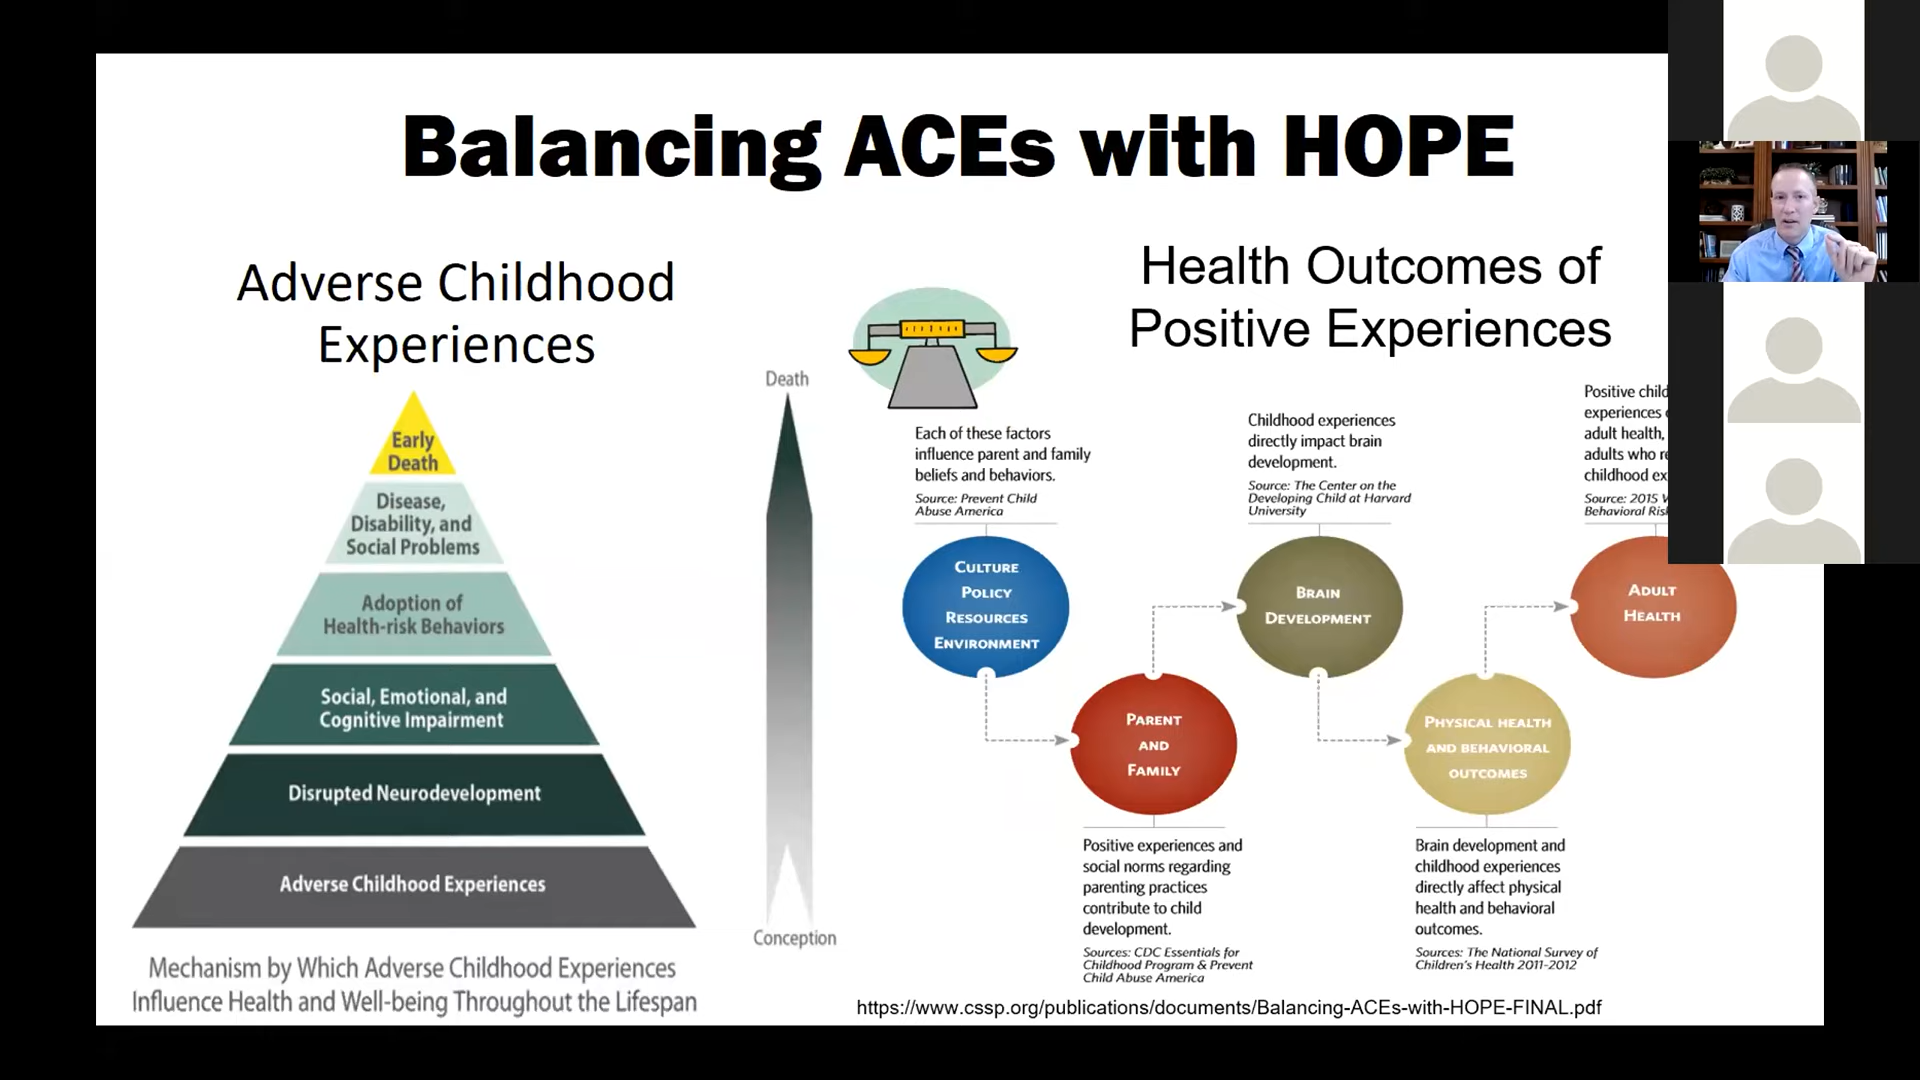 Balancing ACEs with HOPE
Adverse Childhood
Experiences
Early
Death
Disease,
Disability, and
Social Problems
Adoption of
Health-risk Behaviors
Social, Emotional, and
Cognitive Impairment
Disrupted Neurodevelopment
Adverse Childhood Experiences
Mechanism by Which Adverse Childhood Experiences
Influence Health and Well-being Throughout the Lifespan
Death
Conception
Health Outcomes of
Positive Experiences
Each of these factors
influence parent and family
beliefs and behaviors.
Source: Prevent Child
Abuse America
CULTURE
POLICY
RESOURCES
ENVIRONMENT
PARENT
AND
FAMILY
Positive experiences and
social norms regarding
parenting practices
contribute to child
development.
Sources: CDC Essentials for
Childhood Program & Prevent
Child Abuse America
Childhood experiences
directly impact brain
development.
Source: The Center on the
Developing Child at Harvard
University
BRAIN
DEVELOPMENT
PHYSICAL HEALTH
AND BEHAVIORAL
OUTCOMES
Brain development and
childhood experiences
directly affect physical
health and behavioral
outcomes.
Sources: The National Survey of
Children's Health 2011-2012
Positive
experiences
adult health,
adults who
childhood
Source: 2015
Behavioral
ADULT
HEALTH
https://www.cssp.org/publications/documents/Balancing-ACEs-with-HOPE-FINAL.pdf